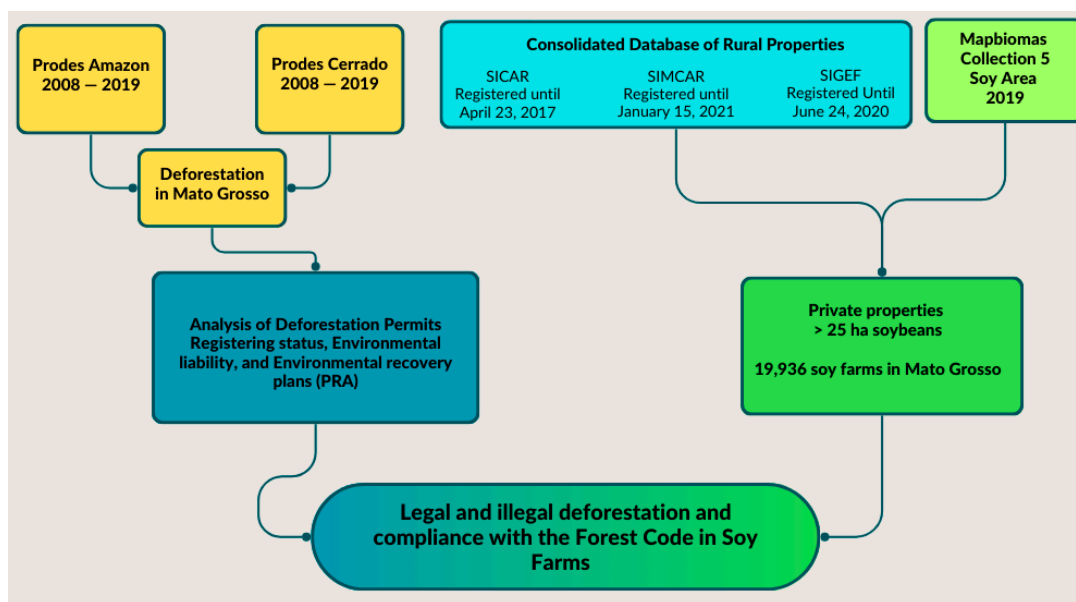 Prodes Amazon
2008 — 2019
Prodes Cerrado
2008 — 2019
Consolidated Database of Rural Properties
SICAR
Registered until
April 23, 2017
SIMCAR
Registered until
January 15, 2021
SIGEF
Registered Until
June 24, 2020
Mapbiomas
Collection 5
Soy Area
2019
Deforestation
in Mato Grosso
Analysis of Deforestation Permits
Registering status, Environmental
liability, and Environmental recovery
plans (PRA)
Private properties
> 25 ha soybeans
19,936 soy farms in Mato Grosso
Legal and illegal deforestation and
compliance with the Forest Code in Soy
Farms